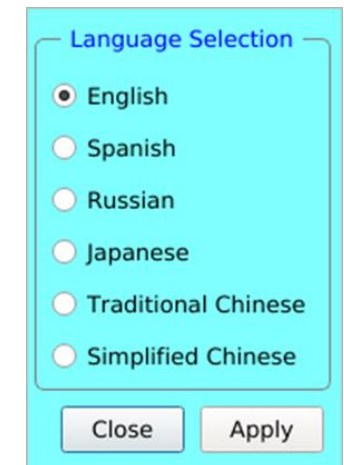 Language Selection
English
Spanish
Russian
Japanese
Traditional Chinese
Simplified Chinese
Close Apply